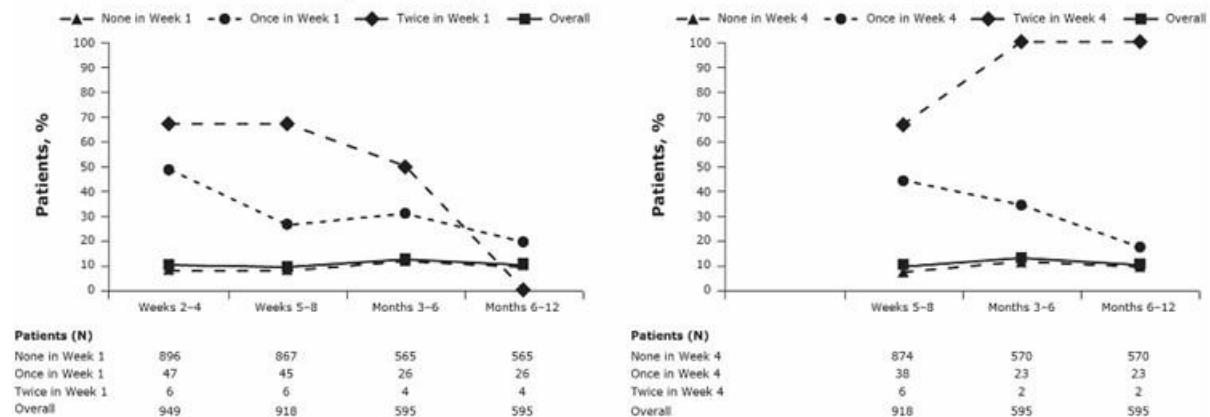 None in Week 1 Once in Week 1 Twice in Week 1 Overall
Patients, %
100
90
80
70
60
50
40
30
20
10
0
Weeks 2–4 Weeks 5–8 Months 3–6 Months 6–12
Patients (N)
None in Week 1 896 867 565 565
Once in Week 1 47 45 26 26
Twice in Week 1 6 6 4 4
Overall 949 918 595 595
None in Week 4 Once in Week 4 Twice in Week 4 Overall
Patients, %
100
90
80
70
60
50
40
30
20
10
0
Weeks 5–8 Months 3–6 Months 6–12
Patients (N)
None in Week 4 874 570 570
Once in Week 4 38 23 23
Twice in Week 4 6 2 2
Overall 918 595 595